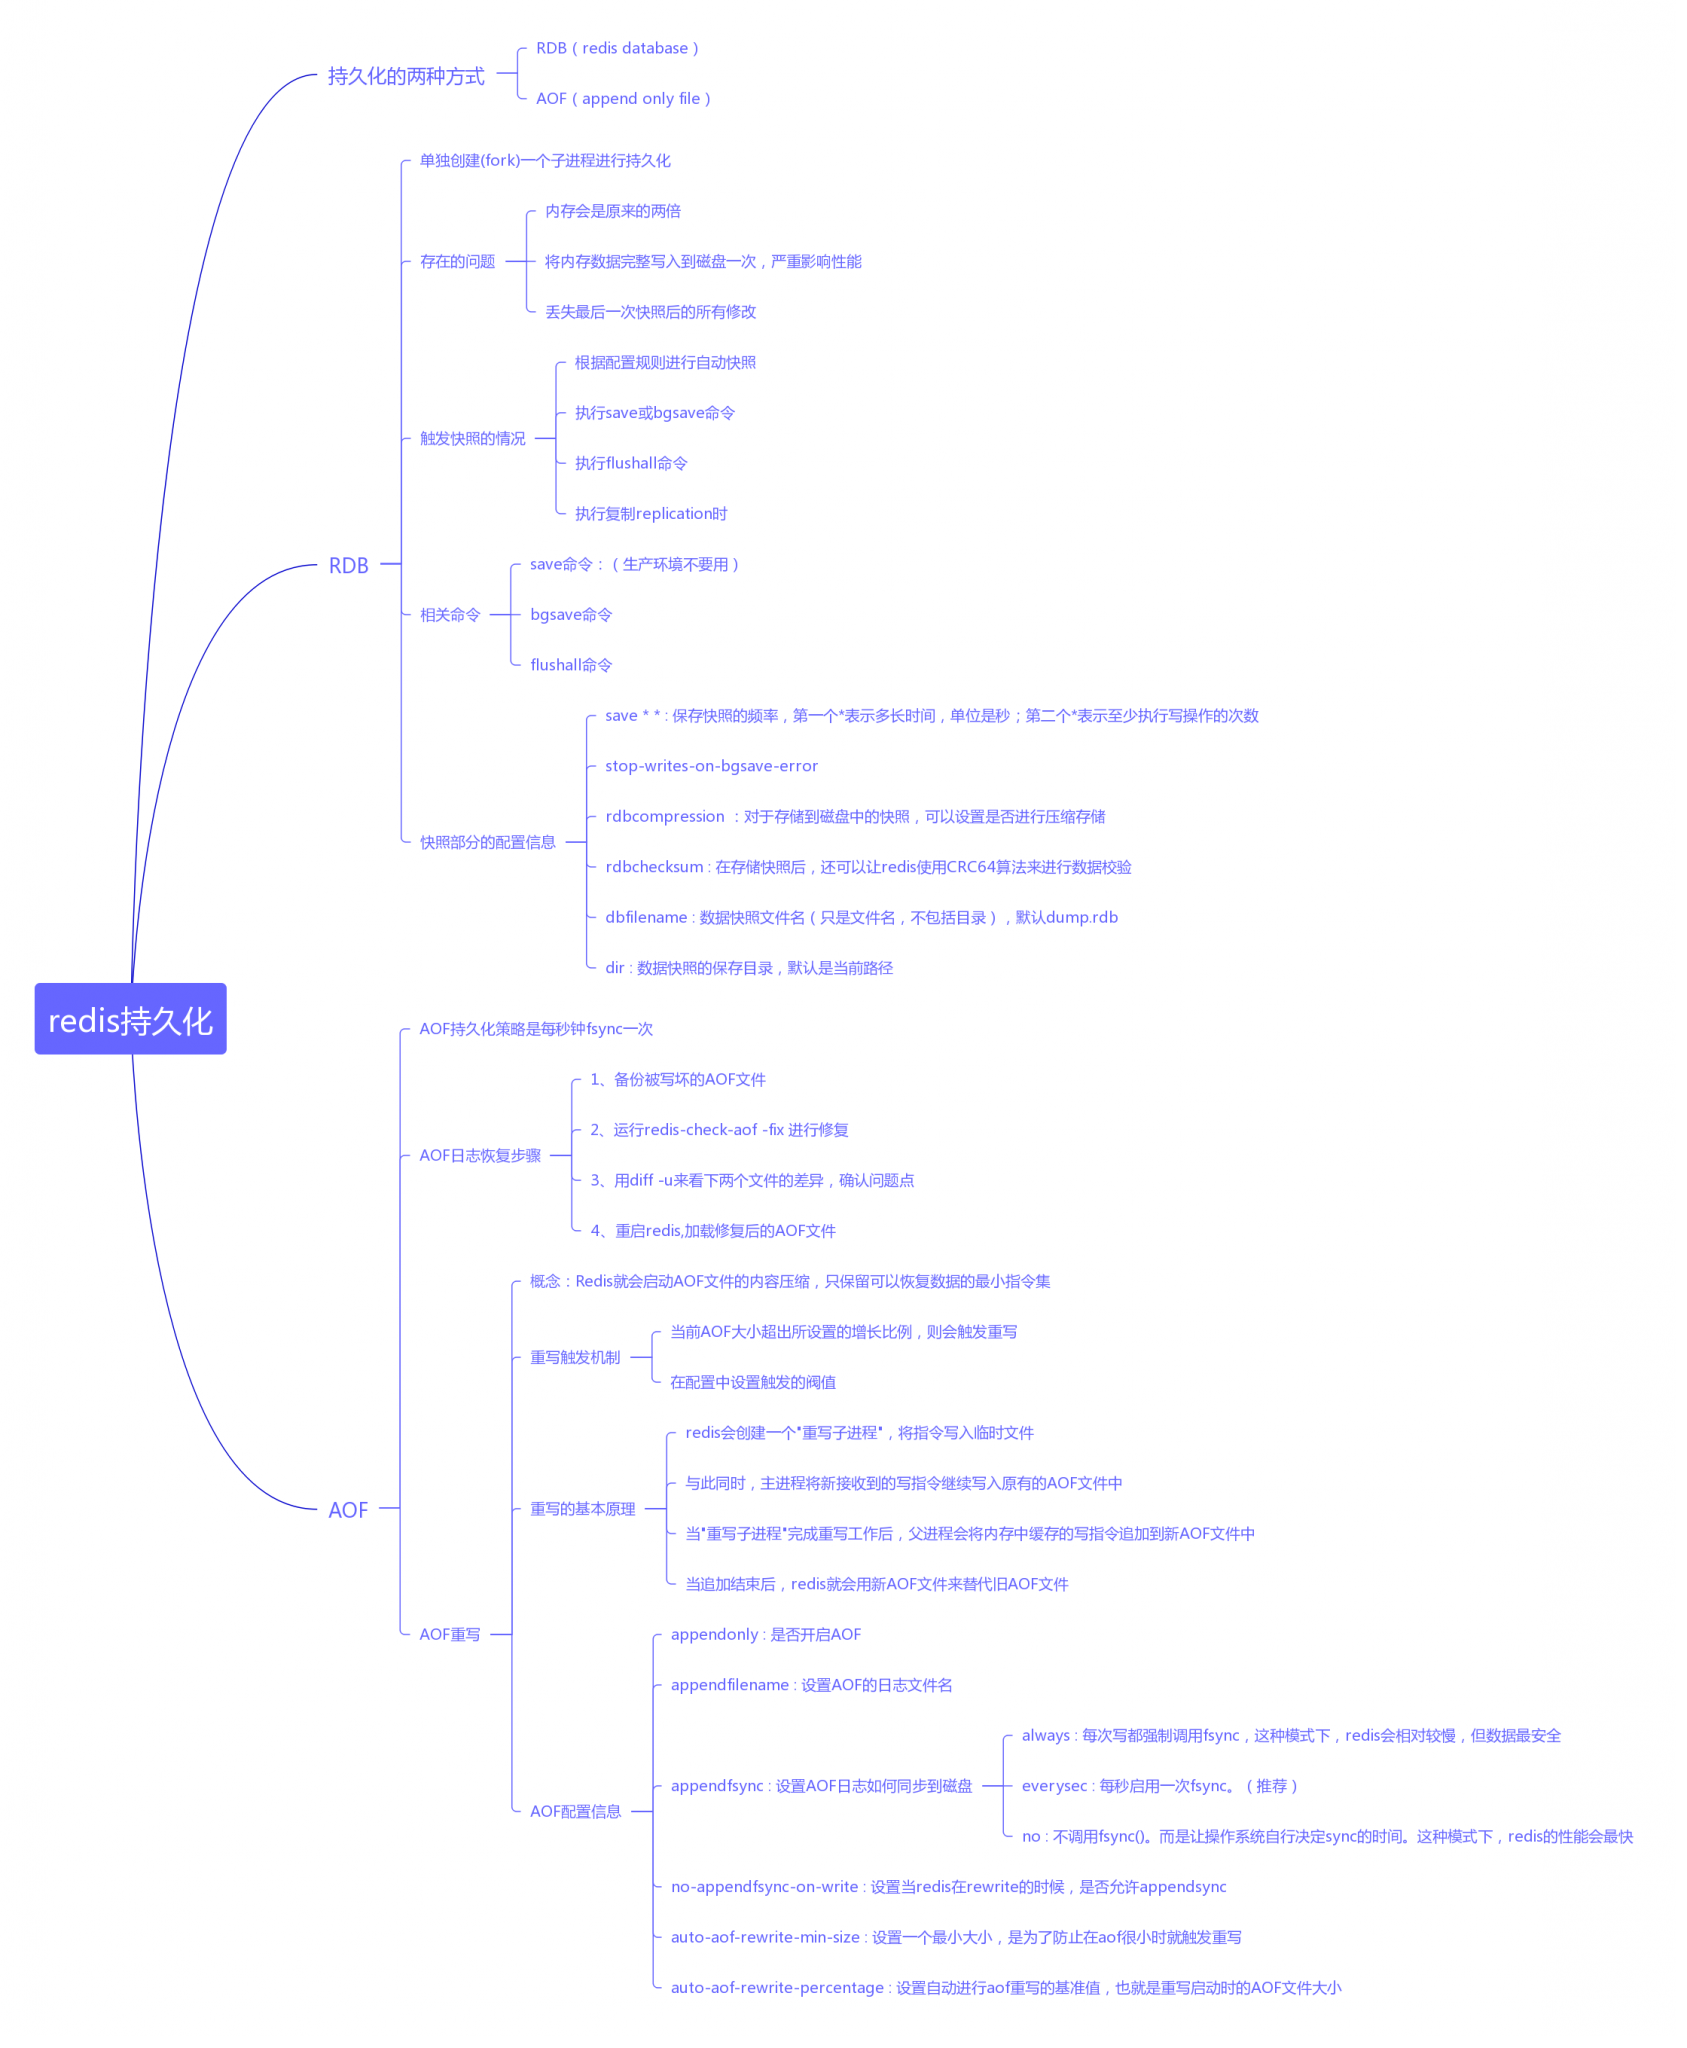 持久化的两种方式
RDB（redis database）
AOF（append only file）
RDB
单独创建(fork)一个子进程进行持久化
存在的问题
内存会是原来的两倍
将内存数据完整写入到磁盘一次，严重影响性能
丢失最后一次快照后的所有修改
触发快照的情况
根据配置规则进行自动快照
执行save或bgsave命令
执行flushall命令
执行复制replication时
相关命令
save命令：（生产环境不要用）
bgsave命令
flushall命令
快照部分的配置信息
save * * : 保存快照的频率，第一个*表示多长时间，单位是秒；第二个*表示至少执行写操作的次数
stop-writes-on-bgsave-error
rdbcompression ：对于存储到磁盘中的快照，可以设置是否进行压缩存储
rdbchecksum : 在存储快照后，还可以让redis使用CRC64算法来进行数据校验
dbfilename : 数据快照文件名（只是文件名，不包括目录），默认dump.rdb
dir : 数据快照的保存目录，默认是当前路径
redis持久化
AOF
AOF持久化策略是每秒钟fsync一次
AOF日志恢复步骤
1、备份被写坏的AOF文件
2、运行redis-check-aof -fix 进行修复
3、用diff -u来看下两个文件的差异，确认问题点
4、重启redis,加载修复后的AOF文件
AOF重写
概念：Redis就会启动AOF文件的内容压缩，只保留可以恢复数据的最小指令集
重写触发机制
当前AOF大小超出所设置的增长比例，则会触发重写
在配置中设置触发的阀值
重写的基本原理
redis会创建一个"重写子进程"，将指令写入临时文件
与此同时，主进程将新接收到的写指令继续写入原有的AOF文件中
当"重写子进程"完成重写工作后，父进程会将内存中缓存的写指令追加到新AOF文件中
当追加结束后，redis就会用新AOF文件来替代旧AOF文件
AOF配置信息
appendonly : 是否开启AOF
appendfilename : 设置AOF的日志文件名
appendfsync : 设置AOF日志如何同步到磁盘
always : 每次写都强制调用fsync，这种模式下，redis会相对较慢，但数据最安全
everysec : 每秒启用一次fsync。（推荐）
no : 不调用fsync()。而是让操作系统自行决定sync的时间。这种模式下，redis的性能会最快
no-appendfsync-on-write : 设置当redis在rewrite的时候，是否允许appendsync
auto-aof-rewrite-min-size : 设置一个最小大小，是为了防止在aof很小时就触发重写
auto-aof-rewrite-percentage : 设置自动进行aof重写的基准值，也就是重写启动时的AOF文件大小